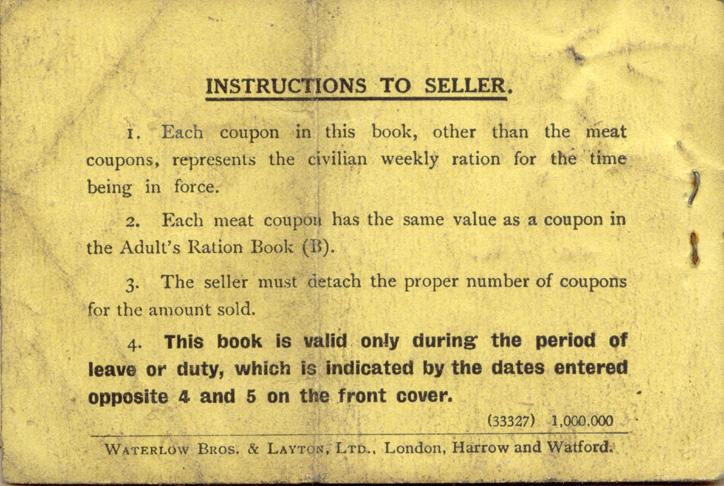 INSTRUCTIONS TO SELLER.
1. Each coupon in this book, other than the meat
coupons, represents the civilian weekly ration for the time
being in force.
2. Each meat coupon has the same value as a coupon in
the Adult's Ration Book (B).
3. The seller must detach the proper number of coupons
for the amount sold.
4. This book is valid only during the period of
leave or duty, which is indicated by the dates entered
opposite 4 and 5 on the front cover.
(33327) 1,000,000
WATERLOW BROS. & LAYTON, LTD., London, Harrow and Watford.